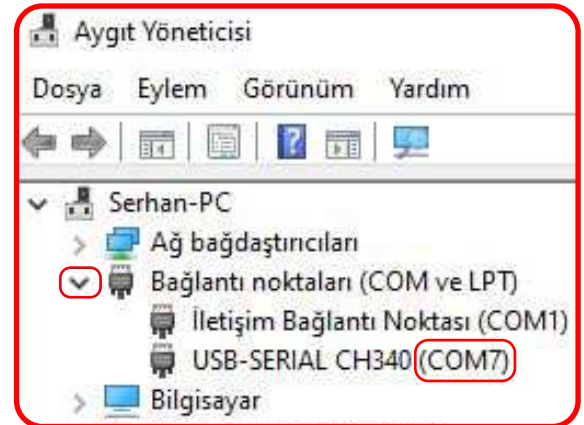 Aygıt Yöneticisi
Dosya Eylem Görünüm Yardım
Serhan-PC
Ağ bağdaştırıcıları
Bağlantı noktaları (COM ve LPT)
İletişim Bağlantı Noktası (COM1)
USB-SERIAL CH340 (COM7)
Bilgisayar